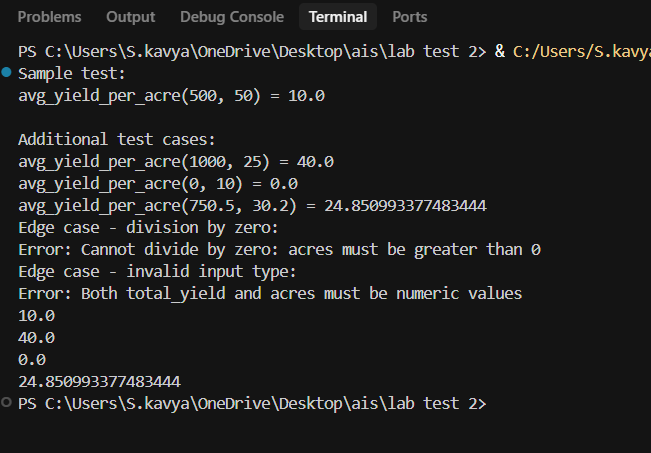 Problems Output Debug Console Terminal Ports
PS C:\Users\S.kavya\OneDrive\Desktop\ais\lab test 2> & C:/Users/S.kavya
Sample test:
avg_yield_per_acre(500, 50) = 10.0
Additional test cases:
avg_yield_per_acre(1000, 25) = 40.0
avg_yield_per_acre(0, 10) = 0.0
avg_yield_per_acre(750.5, 30.2) = 24.850993377483444
Edge case - division by zero:
Error: Cannot divide by zero: acres must be greater than 0
Edge case - invalid input type:
Error: Both total_yield and acres must be numeric values
10.0
40.0
0.0
24.850993377483444
PS C:\Users\S.kavya\OneDrive\Desktop\ais\lab test 2>